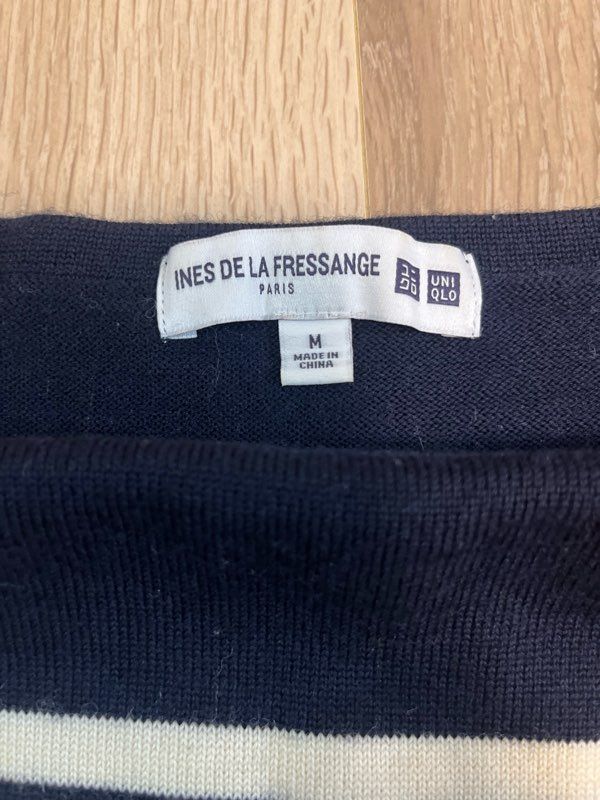 INES DE LA FRESSANGE
PARIS
ユニクロ
UNI
QLO
M
MADE IN
CHINA